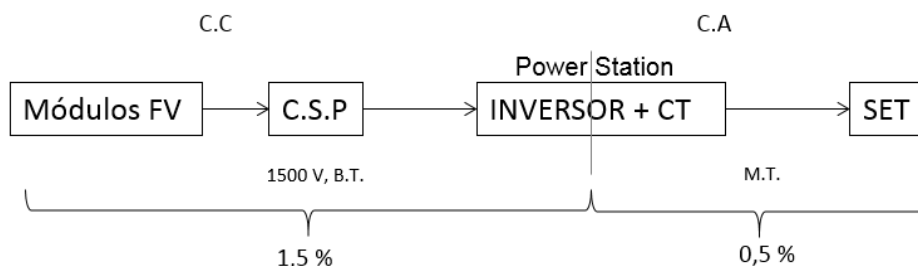 C.C
C.A
Power Station
Módulos FV
C.S.P
INVERSOR + CT
SET
1500 V, B.T.
M.T.
1.5 %
0,5 %